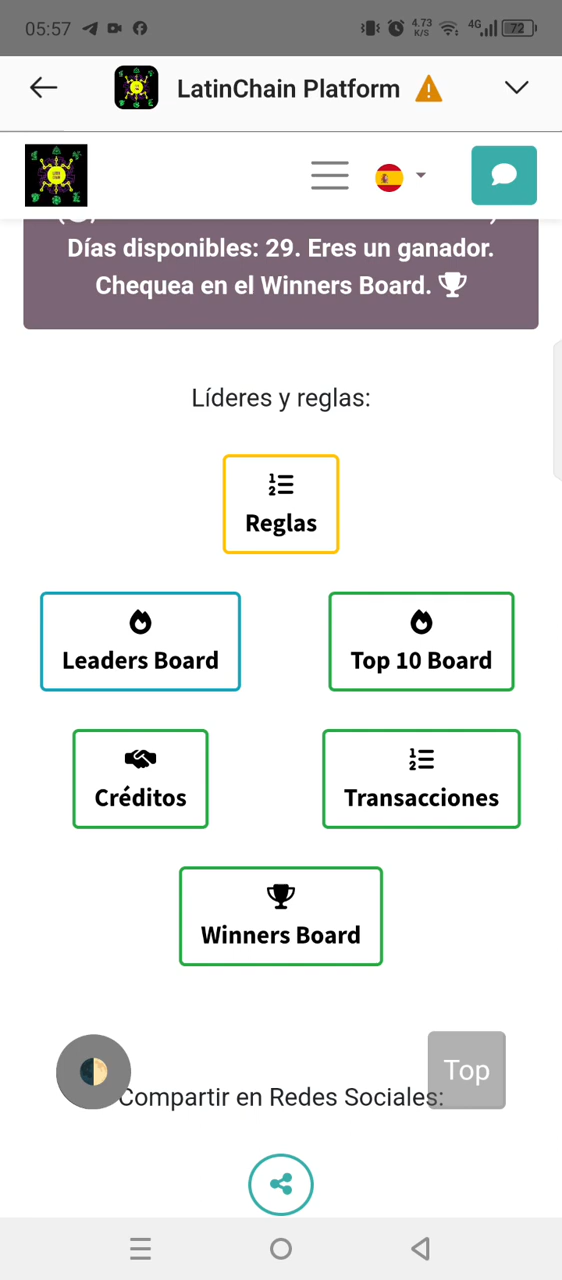 05:57
4.73
K/S
4G
72
LatinChain Platform
Días disponibles: 29. Eres un ganador.
Chequea en el Winners Board.
Líderes y reglas:
Reglas
Leaders Board
Top 10 Board
Créditos
Transacciones
Winners Board
Top
Compartir en Redes Sociales: